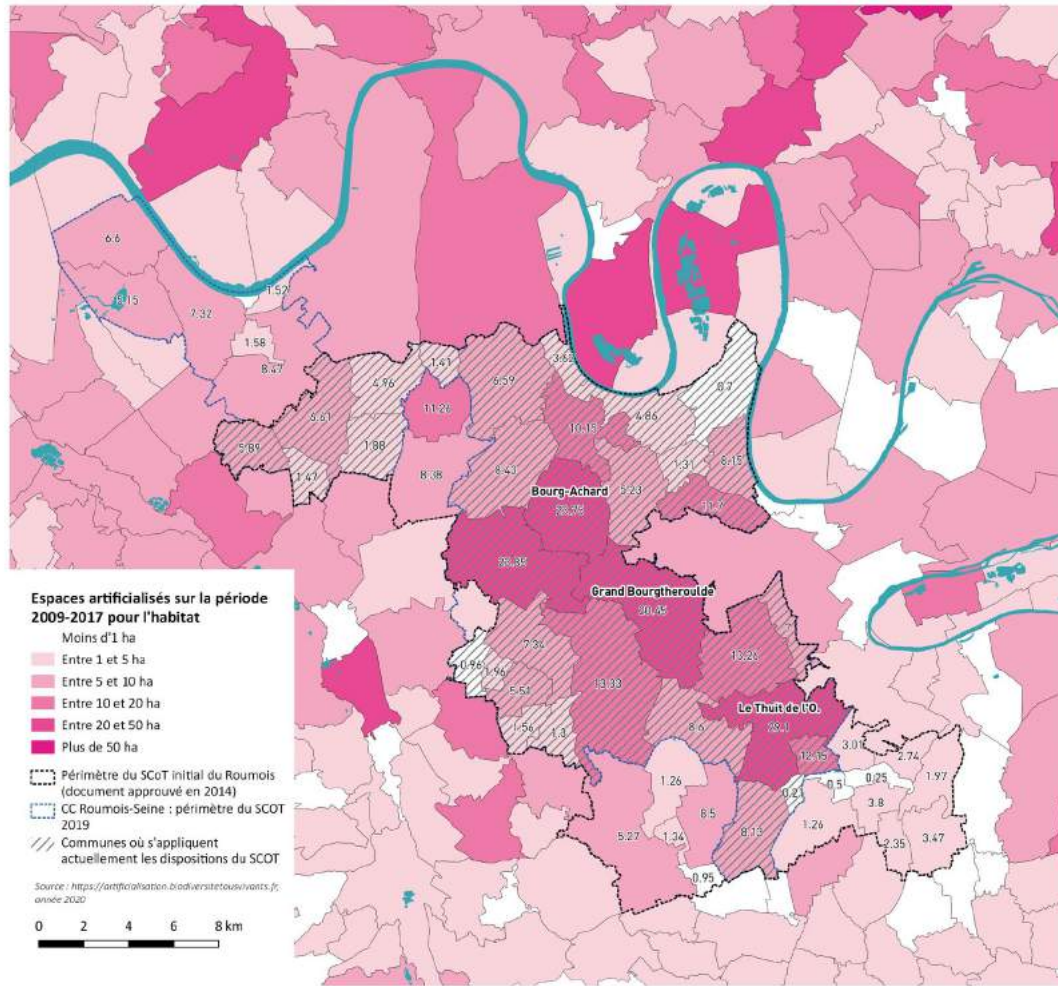 6.6
1.52
7.32
1.58
8.47
4.96
1.41
6.59
3.62
0.7
11.26
6.61
10.15
4.86
5.89
1.88
1.47
8.38
8.43
5.23
1.31
8.15
Bourg-Achard
Grand Bourgtheroulde
20.45
7.34
0.96
1.96
13.26
5.51
13.33
1.56
1.3
8.6
Le Thuit de l'O.
29.1
12.15
3.01
2.74
1.97
0.25
0.5
0.21
1.26
8.5
3.8
1.26
5.27
1.34
8.13
2.35
3.47
0.95
Espaces artificialisés sur la période
2009-2017 pour l'habitat
Moins d'1 ha
Entre 1 et 5 ha
Entre 5 et 10 ha
Entre 10 et 20 ha
Entre 20 et 50 ha
Plus de 50 ha
Périmètre du SCoT initial du Roumois
(document approuvé en 2014)
CC Roumois-Seine : périmètre du SCOT
2019
Communes où s'appliquent
actuellement les dispositions du SCOT
Source : https://artificialisation.biodiversitetousvivants.fr,
année 2020
0 2 4 6 8 km